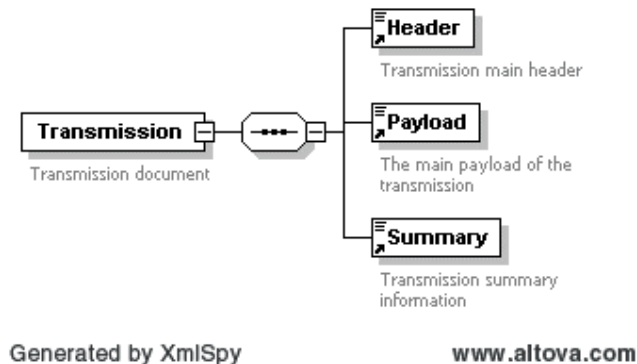 Header
Transmission main header
Transmission
Transmission document
Payload
The main payload of the
transmission
Summary
Transmission summary
information
Generated by XmlSpy
www.altova.com